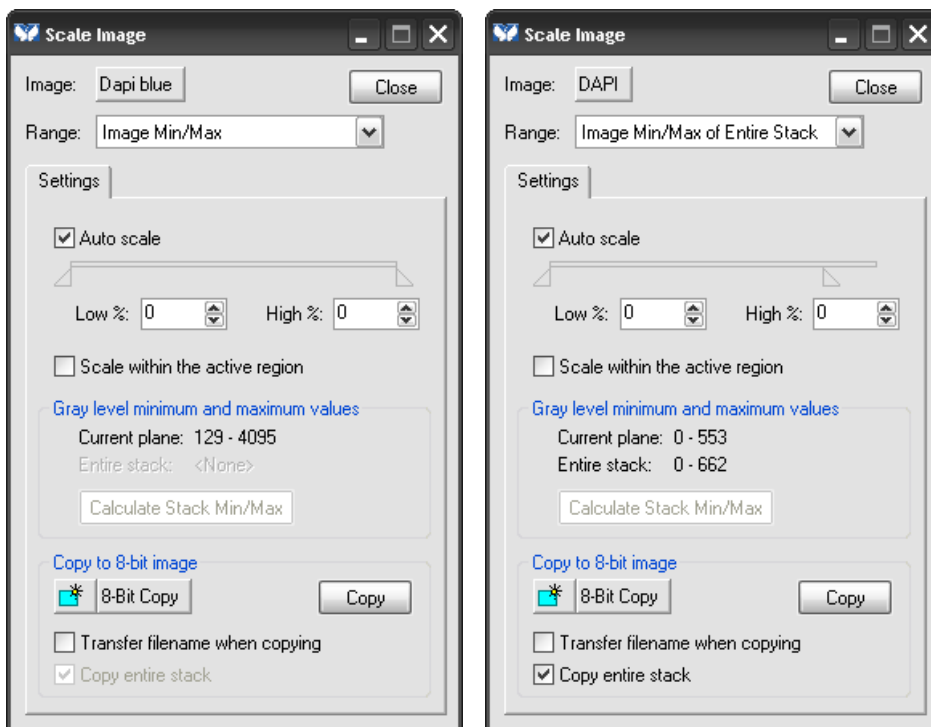 Scale Image
Image: Dapi blue Close
Range: Image Min/Max
Settings
Auto scale
Low %: 0 High %: 0
Scale within the active region
Gray level minimum and maximum values
Current plane: 129 - 4095
Entire stack: <None>
Calculate Stack Min/Max
Copy to 8-bit image
8-Bit Copy Copy
Transfer filename when copying
Copy entire stack
Scale Image
Image: DAPI Close
Range: Image Min/Max of Entire Stack
Settings
Auto scale
Low %: 0 High %: 0
Scale within the active region
Gray level minimum and maximum values
Current plane: 0 - 553
Entire stack: 0 - 662
Calculate Stack Min/Max
Copy to 8-bit image
8-Bit Copy Copy
Transfer filename when copying
Copy entire stack